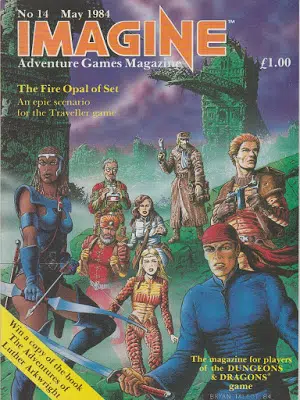 No 14 May 1984
IMAGINE™
Adventure Games Magazine
£1.00
The Fire Opal of Set
An epic scenario
for the Traveller game
Win a copy of the book
The Adventures of
Luther Arkwright
The magazine for players
of the DUNGEONS
& DRAGONS®
game
BRYAN TALBOT 84